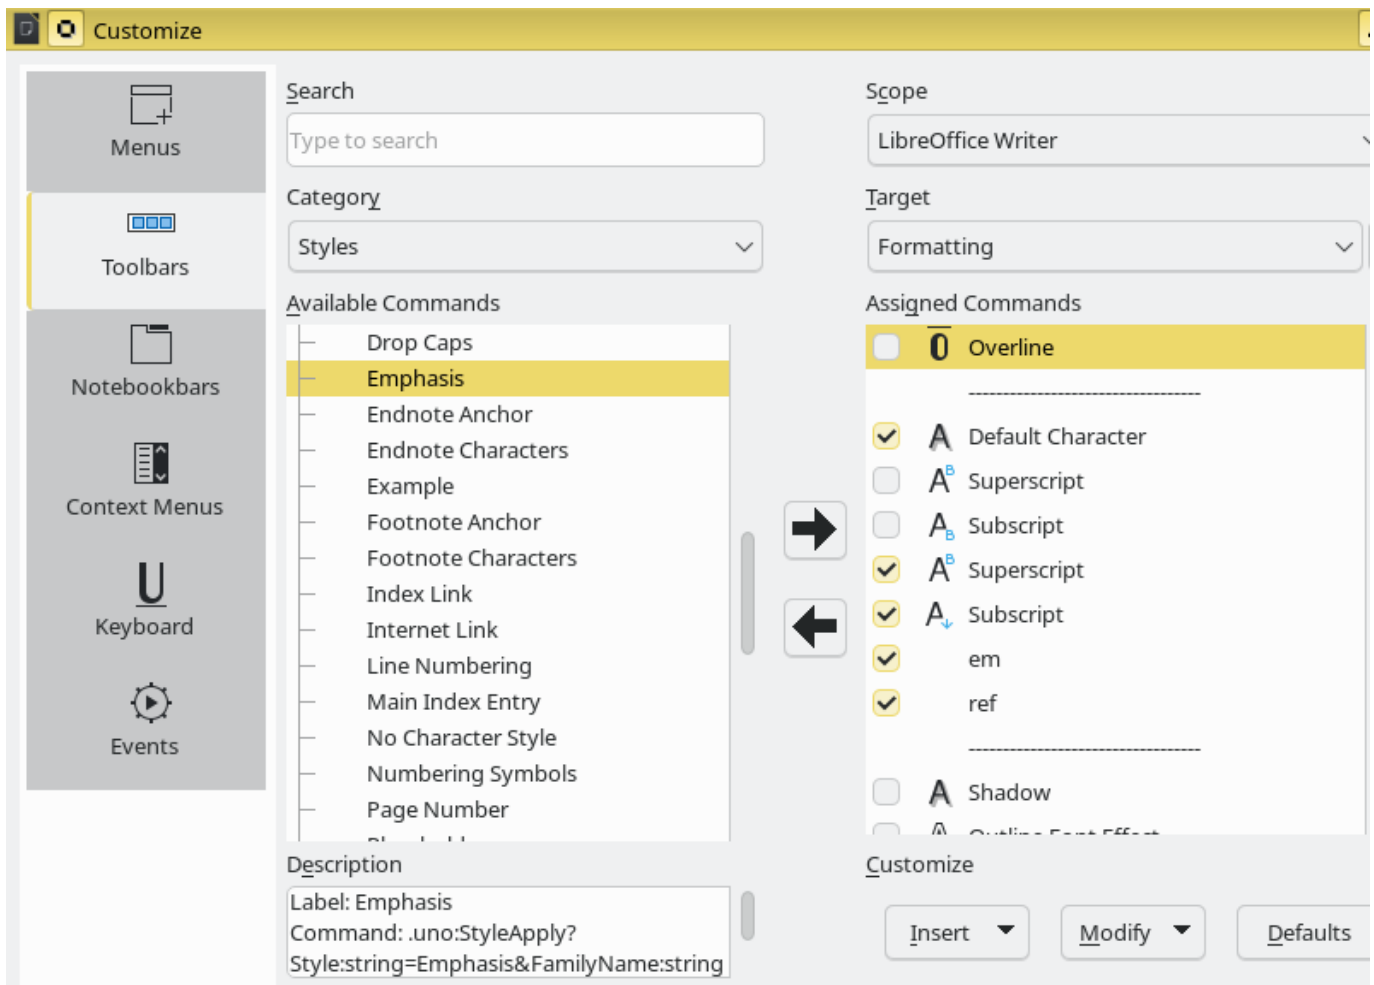 Customize
Menus
Toolbars
Notebookbars
Context Menus
Keyboard
Events
Search
Type to search
Category
Styles
Available Commands
Drop Caps
Emphasis
Endnote Anchor
Endnote Characters
Example
Footnote Anchor
Footnote Characters
Index Link
Internet Link
Line Numbering
Main Index Entry
No Character Style
Numbering Symbols
Page Number
Description
Label: Emphasis
Command: .uno:StyleApply?
Style:string=Emphasis&FamilyName:string
Scope
LibreOffice Writer
Target
Formatting
Assigned Commands
Overline
----------------------------------
Default Character
Superscript
Subscript
Superscript
Subscript
em
ref
----------------------------------
Shadow
Outline Font Effect
Customize
Insert
Modify
Defaults